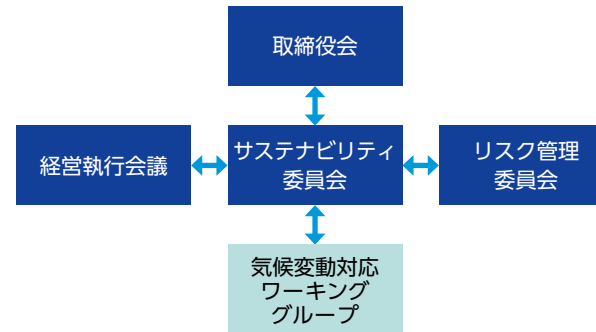 取締役会
経営執行会議
サステナビリティ
委員会
リスク管理
委員会
気候変動対応
ワーキング
グループ